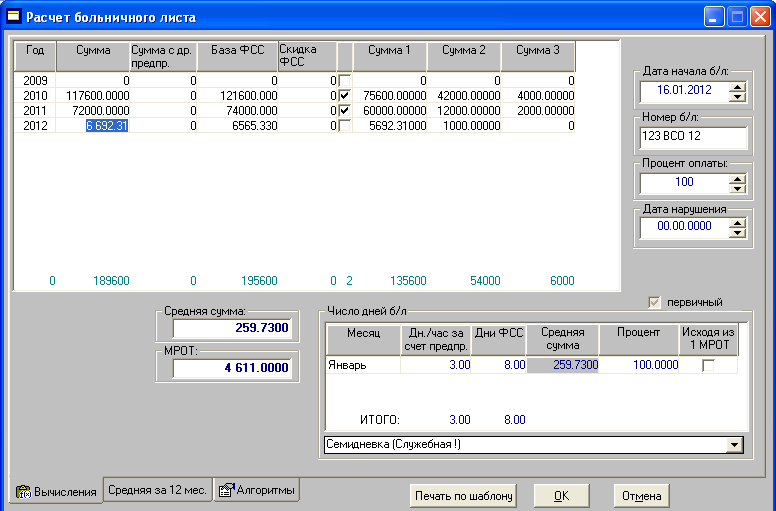 Расчет больничного листа
Год Сумма Сумма с др. предпр. База ФСС Скидка ФСС Сумма 1 Сумма 2 Сумма 3
2009 0 0 0 0 0 0 0
2010 117600.0000 0 121600.000 0 75600.00000 42000.00000 4000.00000
2011 72000.0000 0 74000.000 0 60000.00000 12000.00000 2000.00000
2012 6 692.31 0 6565.330 0 5692.31000 1000.00000 0
0 189600 0 195600 0 2 135600 54000 6000
Дата начала б/л:
16.01.2012
Номер б/л:
123 ВСО 12
Процент оплаты:
100
Дата нарушения
00.00.0000
первичный
Средняя сумма:
259.7300
МРОТ:
4 611.0000
Число дней б/л
Месяц Дн./час за счет предпр. Дни ФСС Средняя сумма Процент Исходя из 1 МРОТ
Январь 3.00 8.00 259.7300 100.0000
ИТОГО: 3.00 8.00
Семидневка (Служебная !)
Вычисления Средняя за 12 мес. Алгоритмы
Печать по шаблону OK Отмена